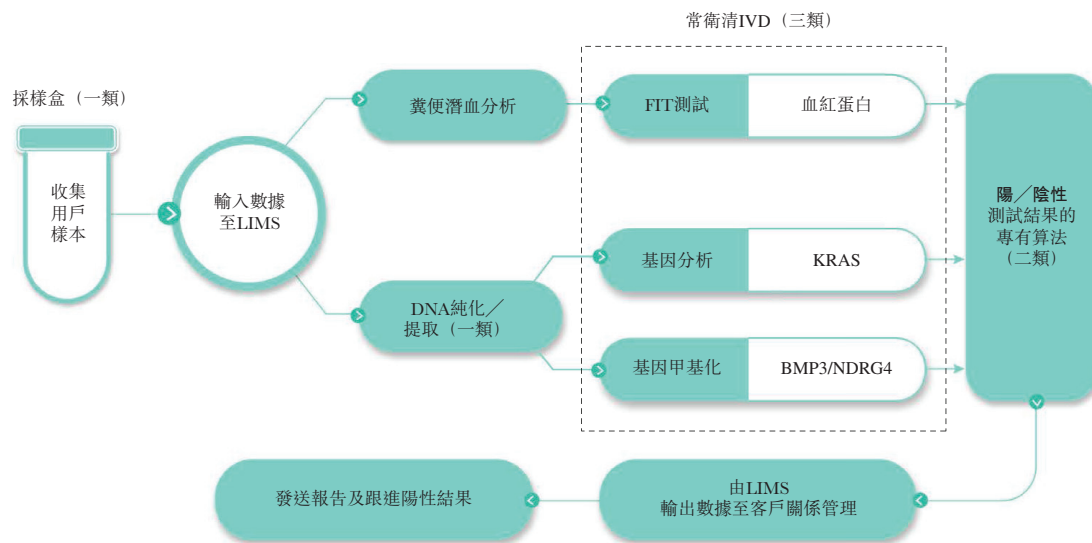 常衛清IVD（三類）
採樣盒（一類）
收集
用戶
樣本
輸入數據
至LIMS
糞便潛血分析
FIT測試
血紅蛋白
DNA純化／
提取（一類）
基因分析
KRAS
基因甲基化
BMP3/NDRG4
陽／陰性
測試結果的
專有算法
（二類）
由LIMS
輸出數據至客戶關係管理
發送報告及跟進陽性結果